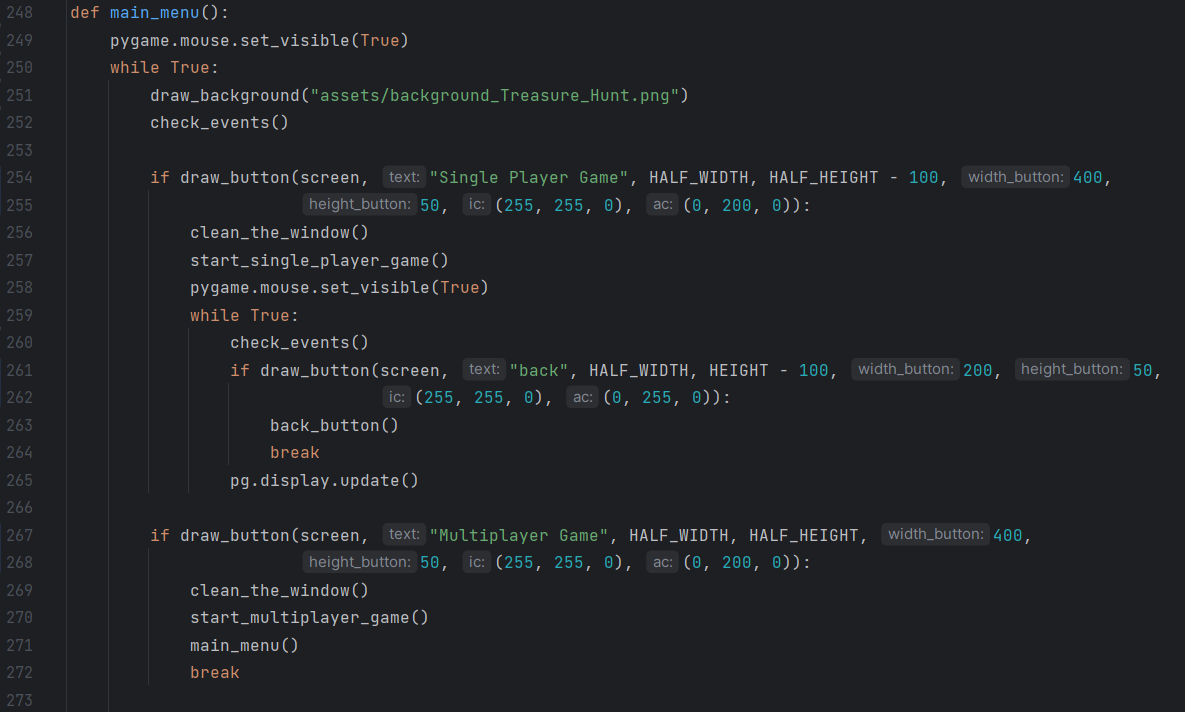 248 def main_menu():
249     pygame.mouse.set_visible(True)
250     while True:
251         draw_background("assets/background_Treasure_Hunt.png")
252         check_events()
253
254         if draw_button(screen, text: "Single Player Game", HALF_WIDTH, HALF_HEIGHT - 100, width_button: 400,
255                        height_button: 50, ic: (255, 255, 0), ac: (0, 200, 0)):
256             clean_the_window()
257             start_single_player_game()
258             pygame.mouse.set_visible(True)
259             while True:
260                 check_events()
261                 if draw_button(screen, text: "back", HALF_WIDTH, HEIGHT - 100, width_button: 200, height_button: 50,
262                                ic: (255, 255, 0), ac: (0, 255, 0)):
263                     back_button()
264                     break
265                 pg.display.update()
266
267         if draw_button(screen, text: "Multiplayer Game", HALF_WIDTH, HALF_HEIGHT, width_button: 400,
268                        height_button: 50, ic: (255, 255, 0), ac: (0, 200, 0)):
269             clean_the_window()
270             start_multiplayer_game()
271             main_menu()
272             break
273